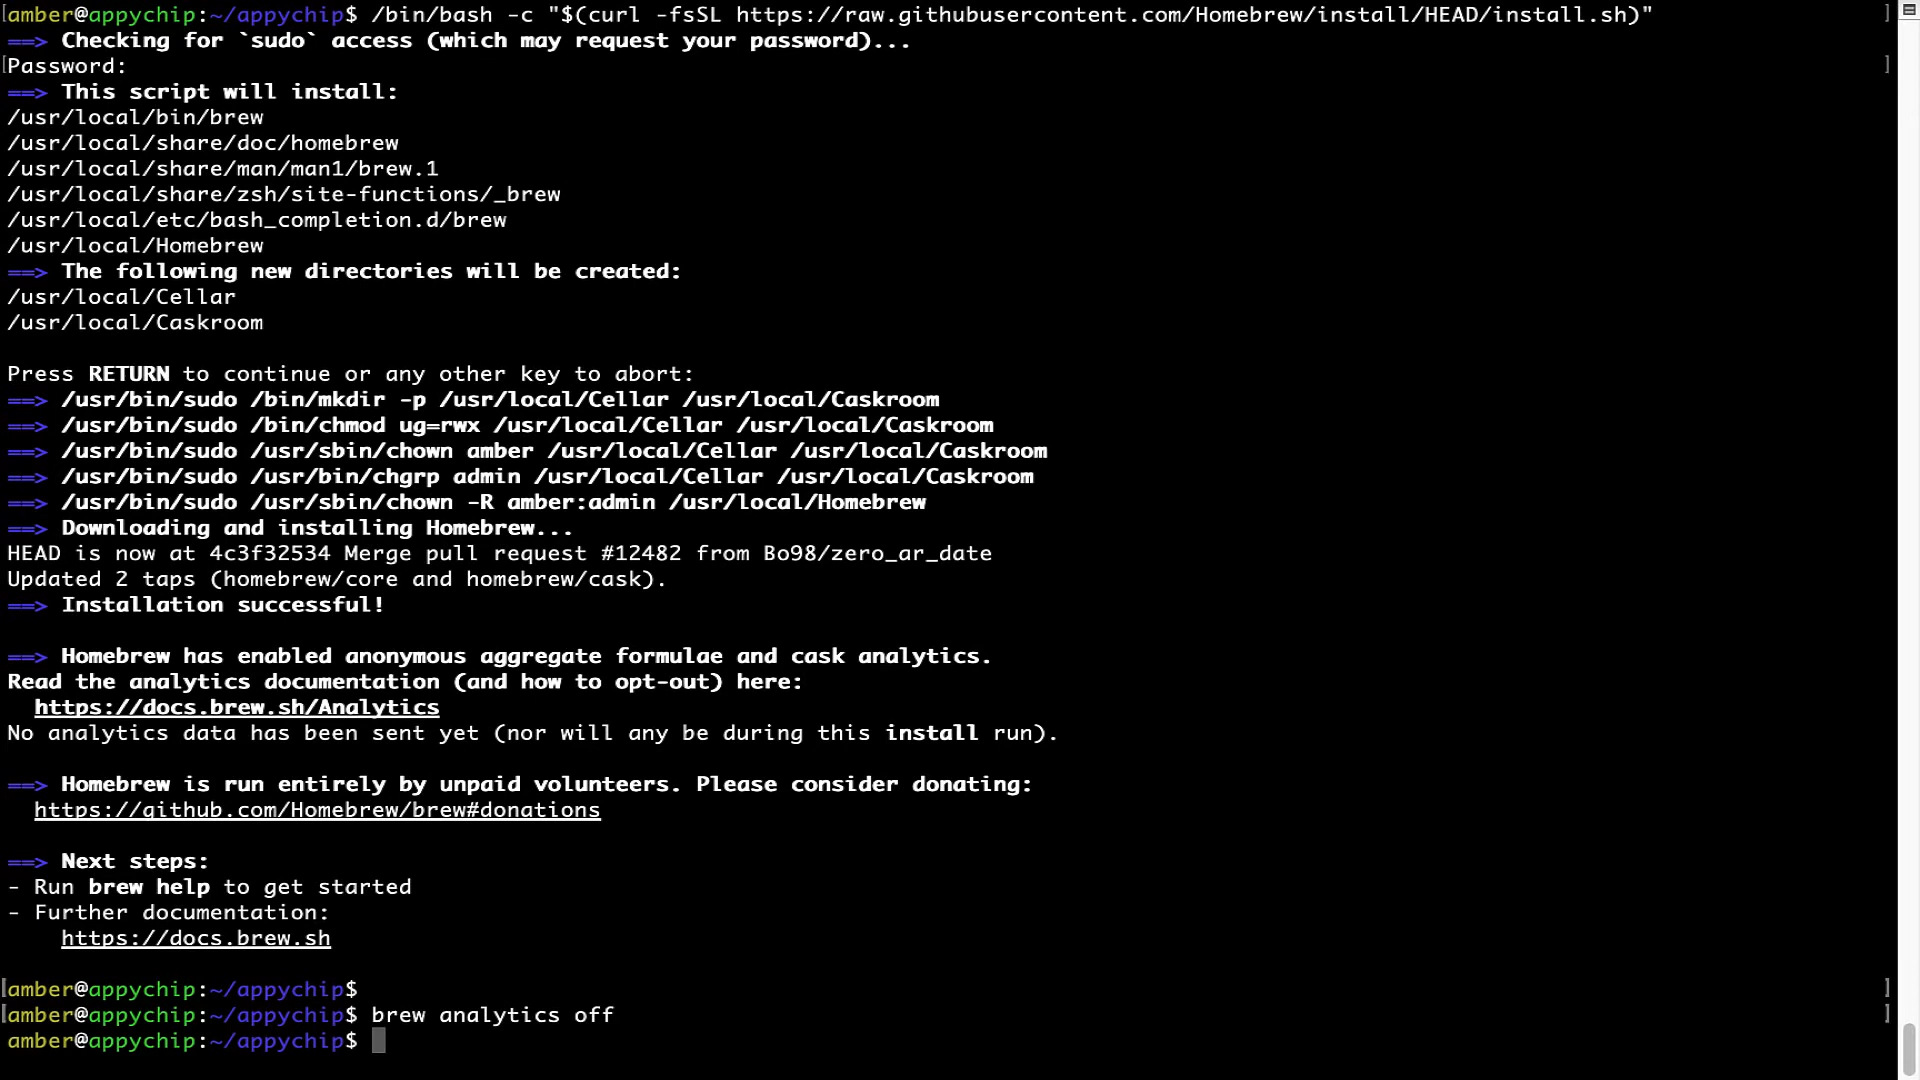 amber@appychip:~/appychip$ /bin/bash -c "$(curl -fsSL https://raw.githubusercontent.com/Homebrew/install/HEAD/install.sh)"
==> Checking for `sudo` access (which may request your password)...
Password:
==> This script will install:
/usr/local/bin/brew
/usr/local/share/doc/homebrew
/usr/local/share/man/man1/brew.1
/usr/local/share/zsh/site-functions/_brew
/usr/local/etc/bash_completion.d/brew
/usr/local/Homebrew
==> The following new directories will be created:
/usr/local/Cellar
/usr/local/Caskroom
Press RETURN to continue or any other key to abort:
==> /usr/bin/sudo /bin/mkdir -p /usr/local/Cellar /usr/local/Caskroom
==> /usr/bin/sudo /bin/chmod ug=rwx /usr/local/Cellar /usr/local/Caskroom
==> /usr/bin/sudo /usr/sbin/chown amber /usr/local/Cellar /usr/local/Caskroom
==> /usr/bin/sudo /usr/bin/chgrp admin /usr/local/Cellar /usr/local/Caskroom
==> /usr/bin/sudo /usr/sbin/chown -R amber:admin /usr/local/Homebrew
==> Downloading and installing Homebrew...
HEAD is now at 4c3f32534 Merge pull request #12482 from Bo98/zero_ar_date
Updated 2 taps (homebrew/core and homebrew/cask).
==> Installation successful!
==> Homebrew has enabled anonymous aggregate formulae and cask analytics.
Read the analytics documentation (and how to opt-out) here:
https://docs.brew.sh/Analytics
No analytics data has been sent yet (nor will any be during this install run).
==> Homebrew is run entirely by unpaid volunteers. Please consider donating:
https://github.com/Homebrew/brew#donations
==> Next steps:
- Run brew help to get started
- Further documentation:
https://docs.brew.sh
amber@appychip:~/appychip$
amber@appychip:~/appychip$ brew analytics off
amber@appychip:~/appychip$